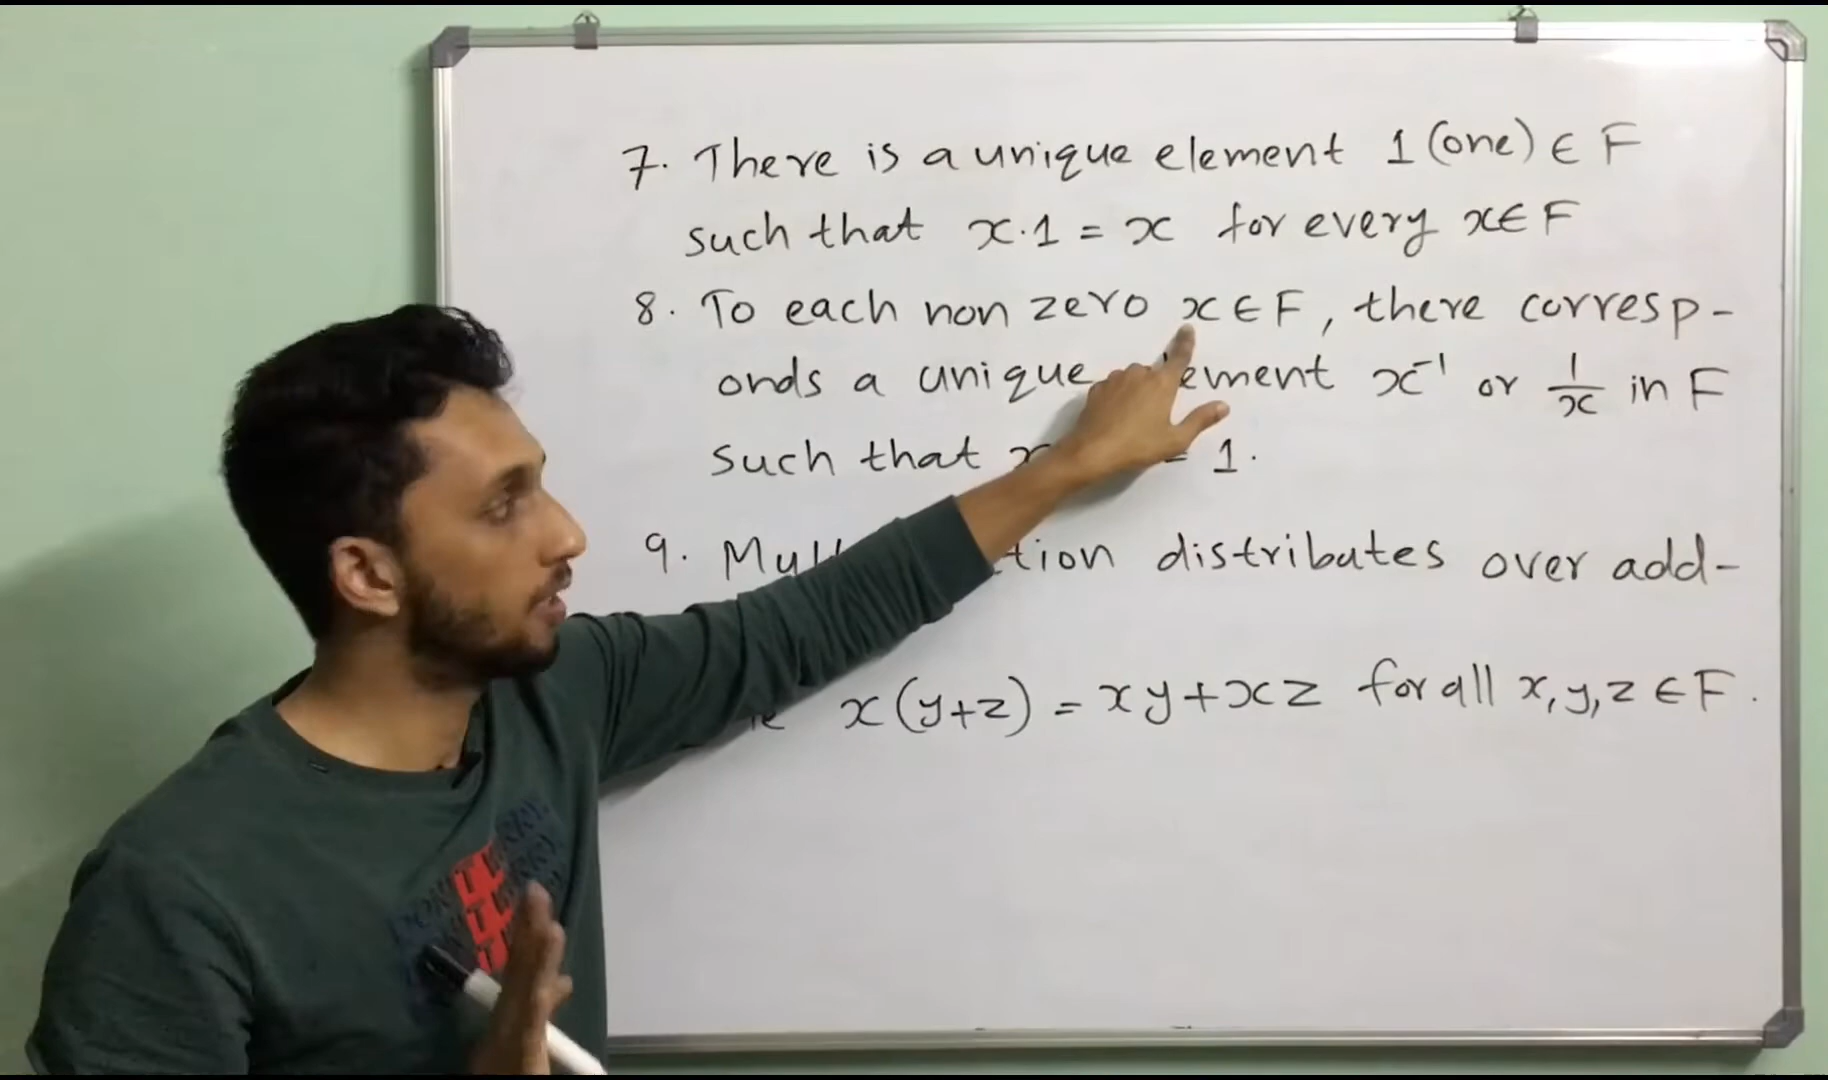 7. There is a unique element 1 (one) ∈ F
such that x·1 = x for every x∈F
8. To each non zero x∈F, there corresp-
onds a unique element x⁻¹ or 1/x in F
such that x = 1.
9. distributes over add-
x(y+z) = xy+xz for all x,y,z ∈F.